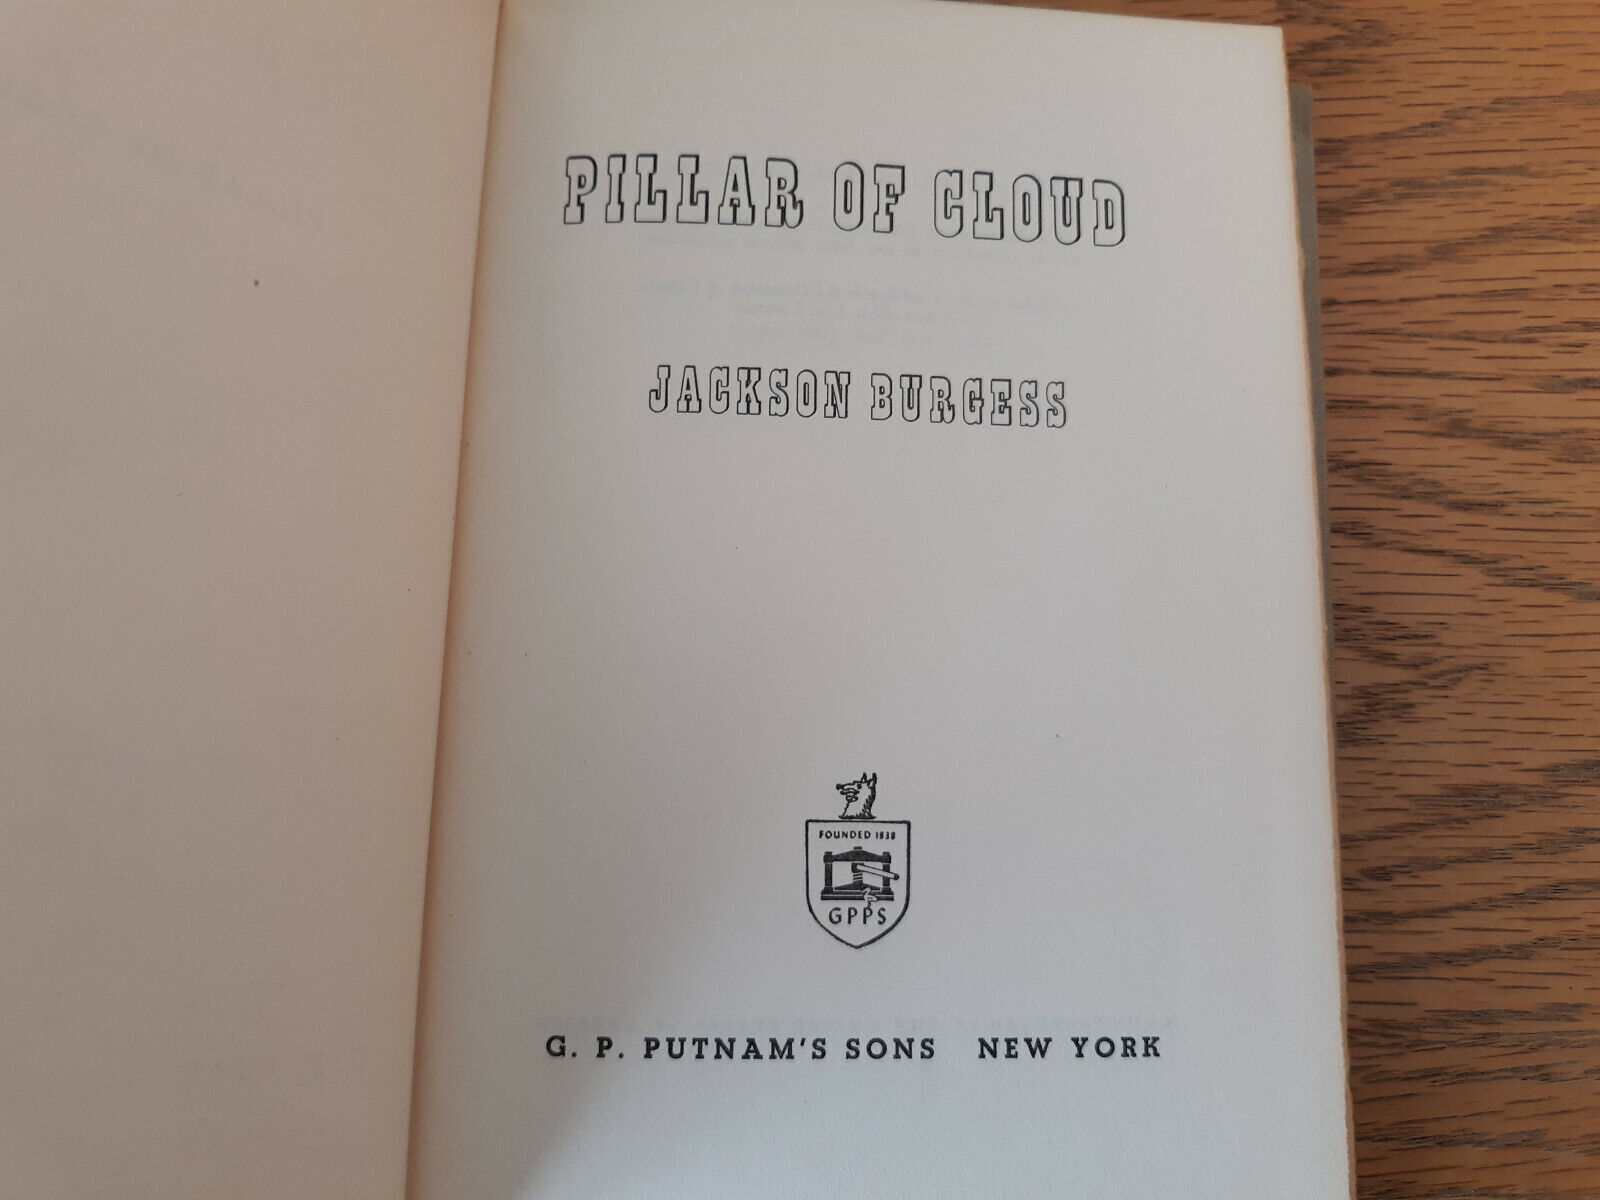 PILLAR OF CLOUD
JACKSON BURGESS
FOUNDED 1838
GPPS
G. P. PUTNAM'S SONS NEW YORK